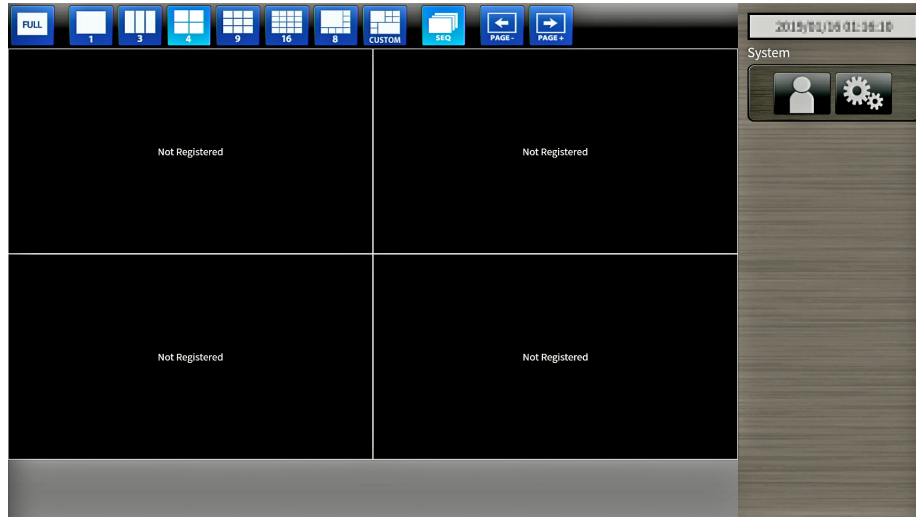 FULL
1
3
4
9
16
8
CUSTOM
SEQ
PAGE-
PAGE+
System
Not Registered
Not Registered
Not Registered
Not Registered